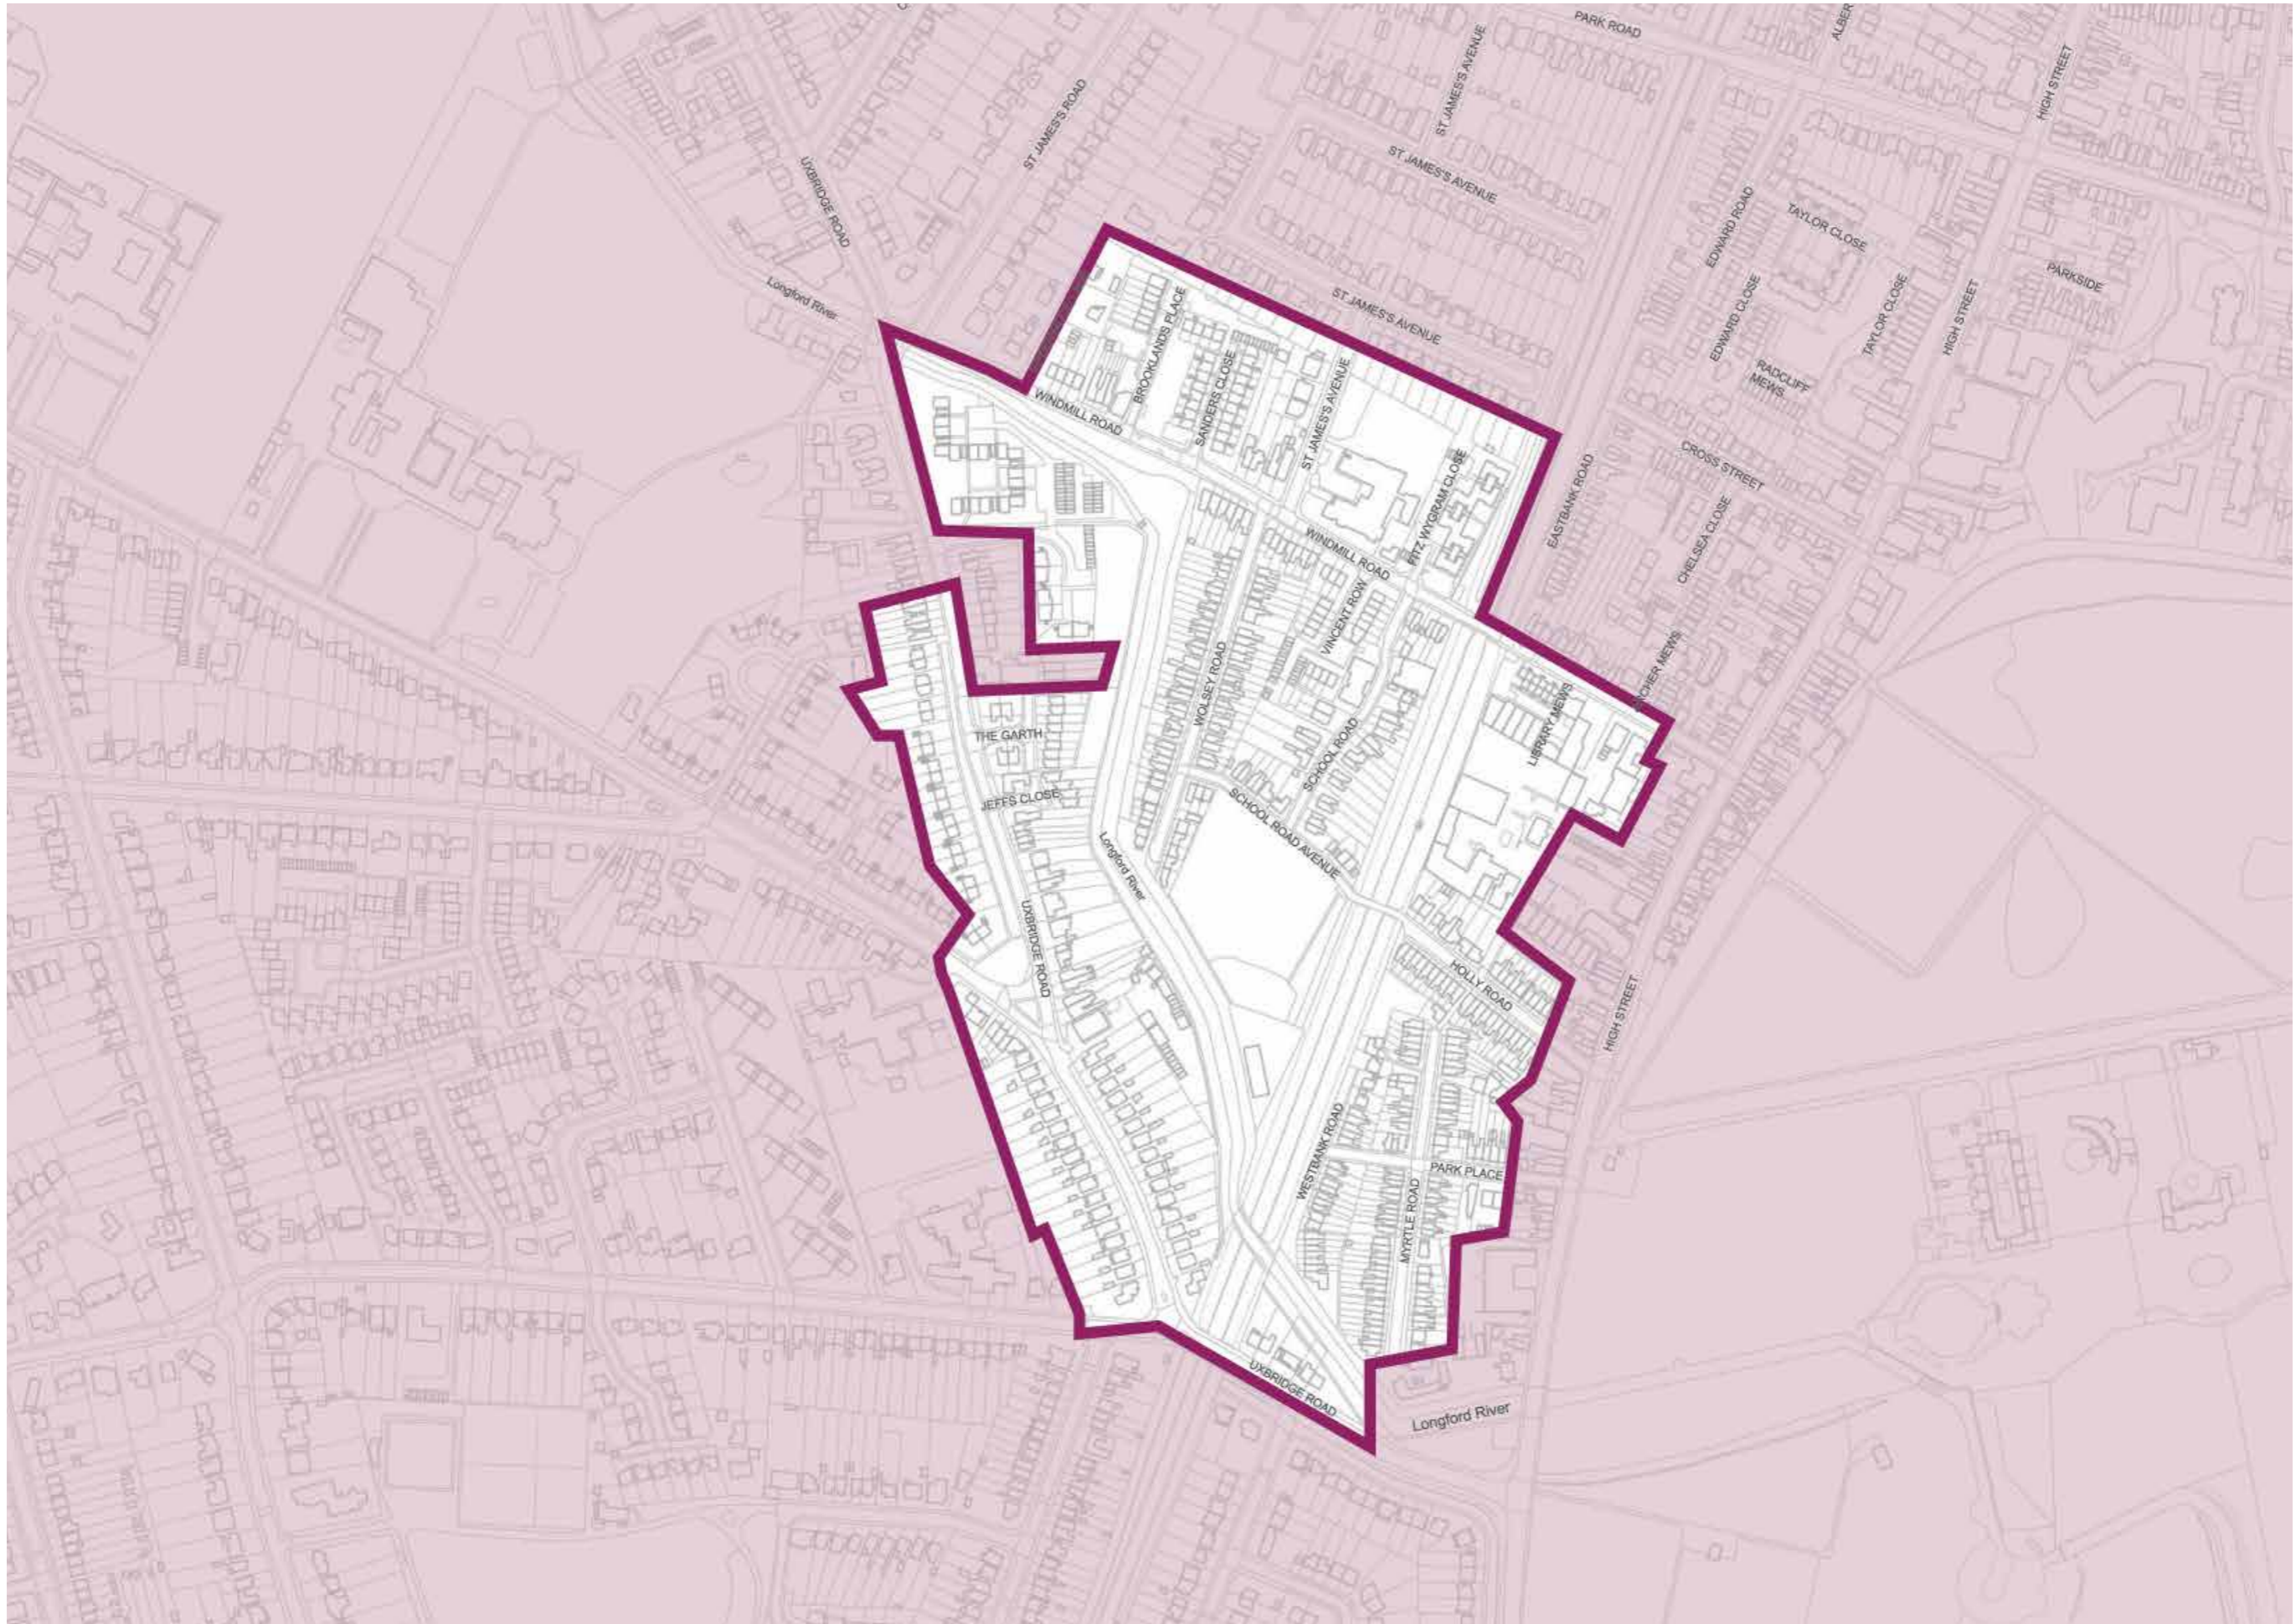 PARK ROAD
HIGH STREET
ST JAMES'S AVENUE
ST JAMES'S ROAD
UXBRIDGE ROAD
ST JAMES'S AVENUE
EDWARD ROAD
TAYLOR CLOSE
PARKSIDE
Longford River
BROOKLANDS PLACE
ST JAMES'S AVENUE
EDWARD CLOSE
TAYLOR CLOSE
HIGH STREET
RADCLIFF
MEWS
WINDMILL ROAD
SANDERS CLOSE
ST JAMES'S AVENUE
CROSS STREET
FITZ WYGRAM CLOSE
EASTBANK ROAD
CHELSEA CLOSE
WINDMILL ROAD
VINCENT ROW
WOLSEY ROAD
LIBRARY MEWS
THE GARTH
SCHOOL ROAD
JEFFS CLOSE
SCHOOL ROAD AVENUE
Longford River
UXBRIDGE ROAD
HOLLY ROAD
HIGH STREET
WESTBANK ROAD
PARK PLACE
MYRTLE ROAD
UXBRIDGE ROAD
Longford River